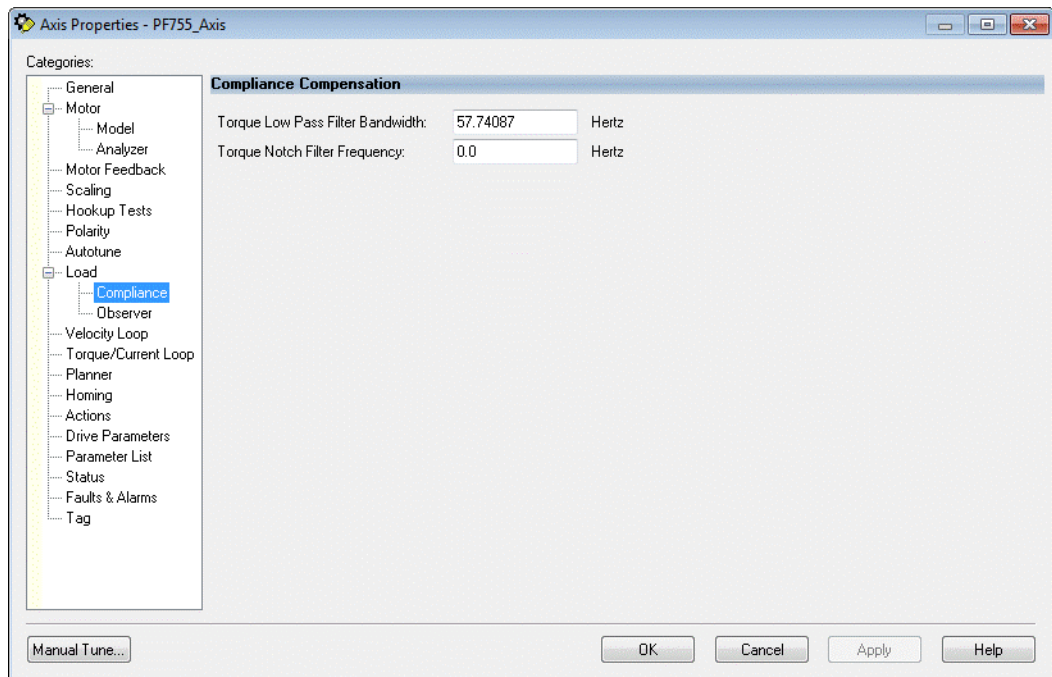 Axis Properties - PF755_Axis
Categories:
General
Motor
Model
Analyzer
Motor Feedback
Scaling
Hookup Tests
Polarity
Autotune
Load
Compliance
Observer
Velocity Loop
Torque/Current Loop
Planner
Homing
Actions
Drive Parameters
Parameter List
Status
Faults & Alarms
Tag
Compliance Compensation
Torque Low Pass Filter Bandwidth: 57.74087 Hertz
Torque Notch Filter Frequency: 0.0 Hertz
Manual Tune... OK Cancel Apply Help